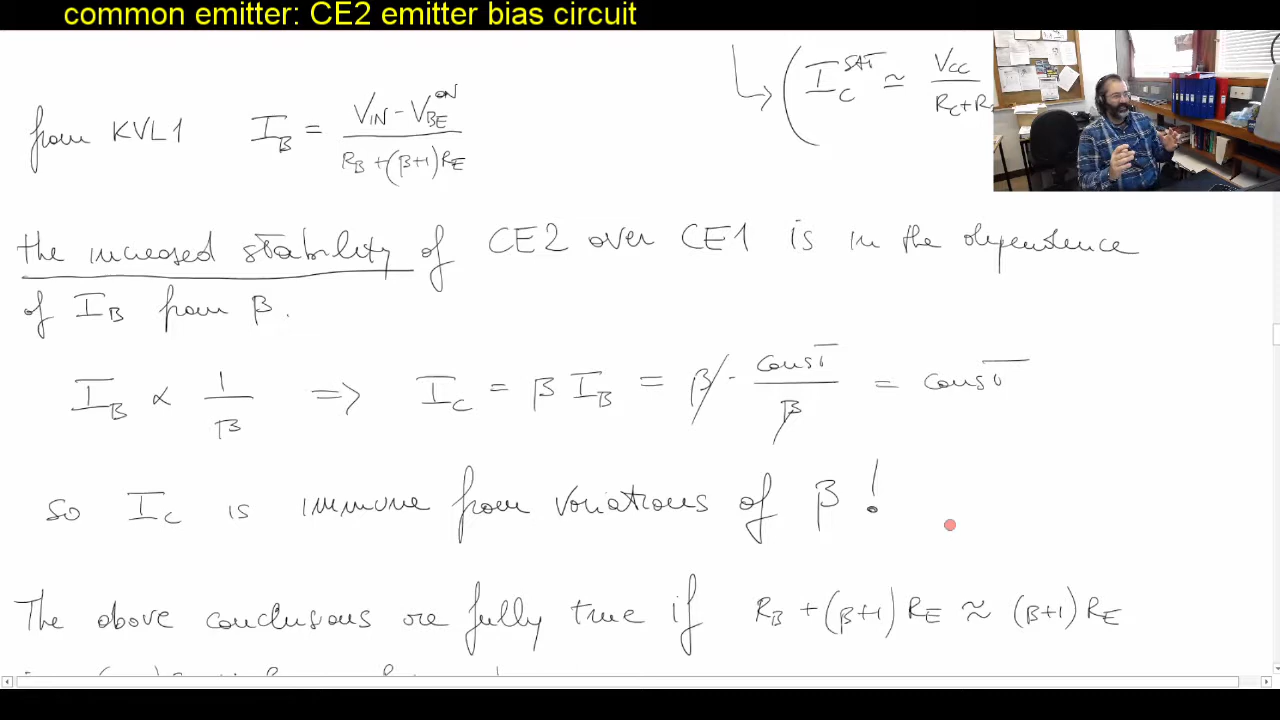 common emitter: CE2 emitter bias circuit
( I_C^SAT ≃ V_CC / R_C+R
from KVL1 I_B = (V_IN - V_BE^ON) / (R_B + (β+1)R_E)
the increased stability of CE2 over CE1 is in the dependence
of I_B from β.
I_B ∝ 1/β => I_C = β I_B = β · const/β = const
so I_C is immune from variations of β!
The above conclusions are fully true if R_B + (β+1) R_E ≈ (β+1) R_E